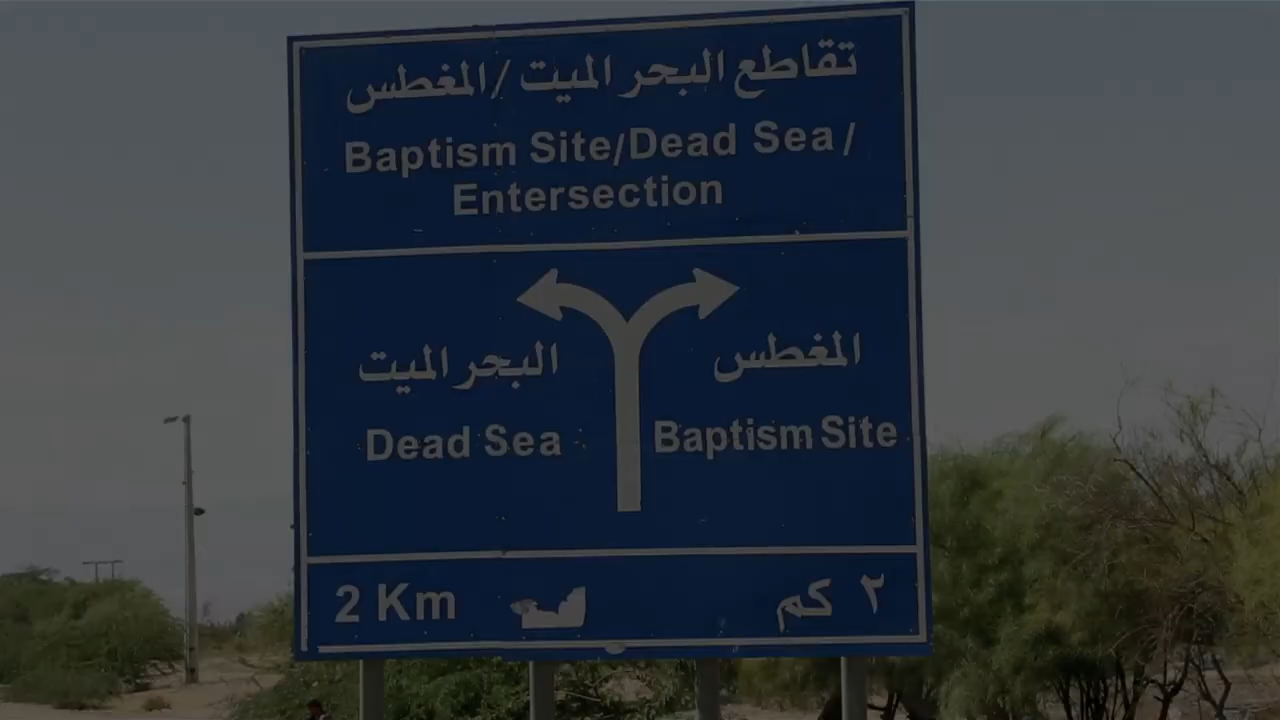 تقاطع البحر الميت /المغطس
Baptism Site/Dead Sea /
Entersection
البحر الميت
المغطس
Dead Sea
Baptism Site
2 Km
٢ كم